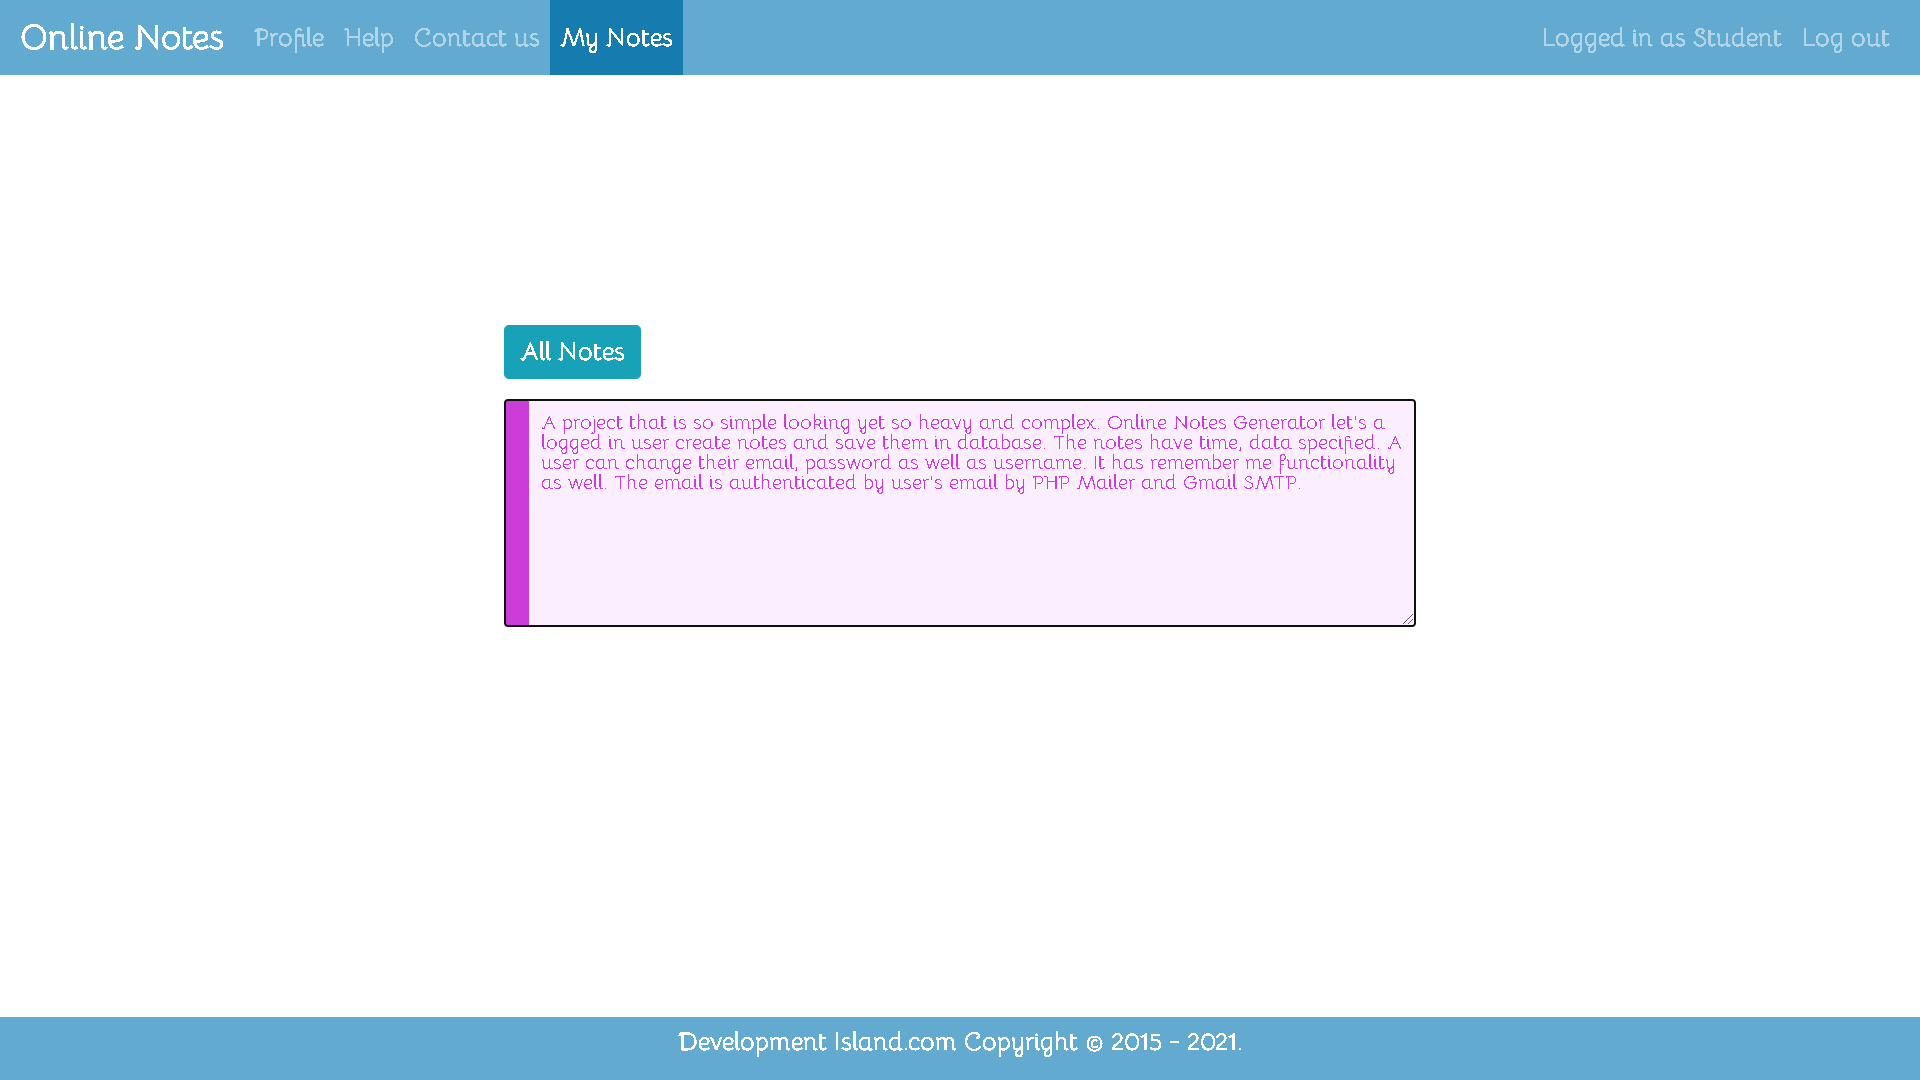 Online Notes Profile Help Contact us My Notes Logged in as Student Log out
All Notes
A project that is so simple looking yet so heavy and complex. Online Notes Generator let's a
logged in user create notes and save them in database. The notes have time, data specified. A
user can change their email, password as well as username. It has remember me functionality
as well. The email is authenticated by user's email by PHP Mailer and Gmail SMTP.
Development Island.com Copyright © 2015 - 2021.